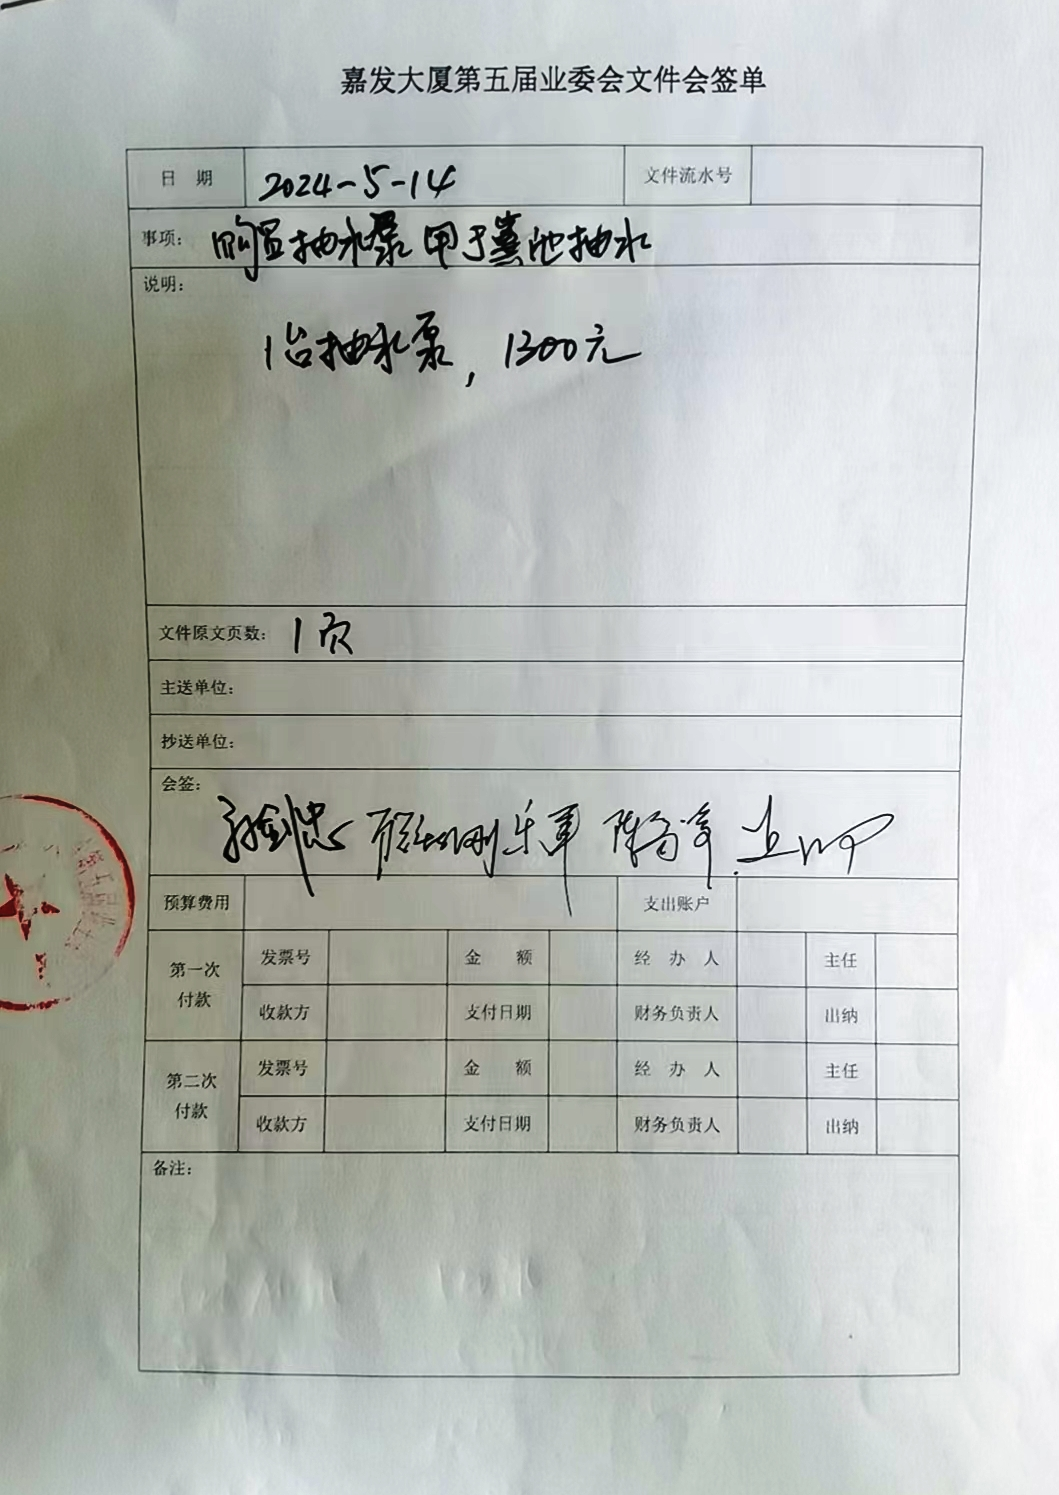 嘉发大厦第五届业委会文件会签单
日 期 2024-5-14 文件流水号
事项: 购置抽水泵用于粪池抽水
说明:
1台抽水泵, 1300元
文件原文页数: 1页
主送单位:
抄送单位:
会签:
预算费用 支出账户
第一次付款 发票号 金 额 经 办 人 主任
收款方 支付日期 财务负责人 出纳
第二次付款 发票号 金 额 经 办 人 主任
收款方 支付日期 财务负责人 出纳
备注: